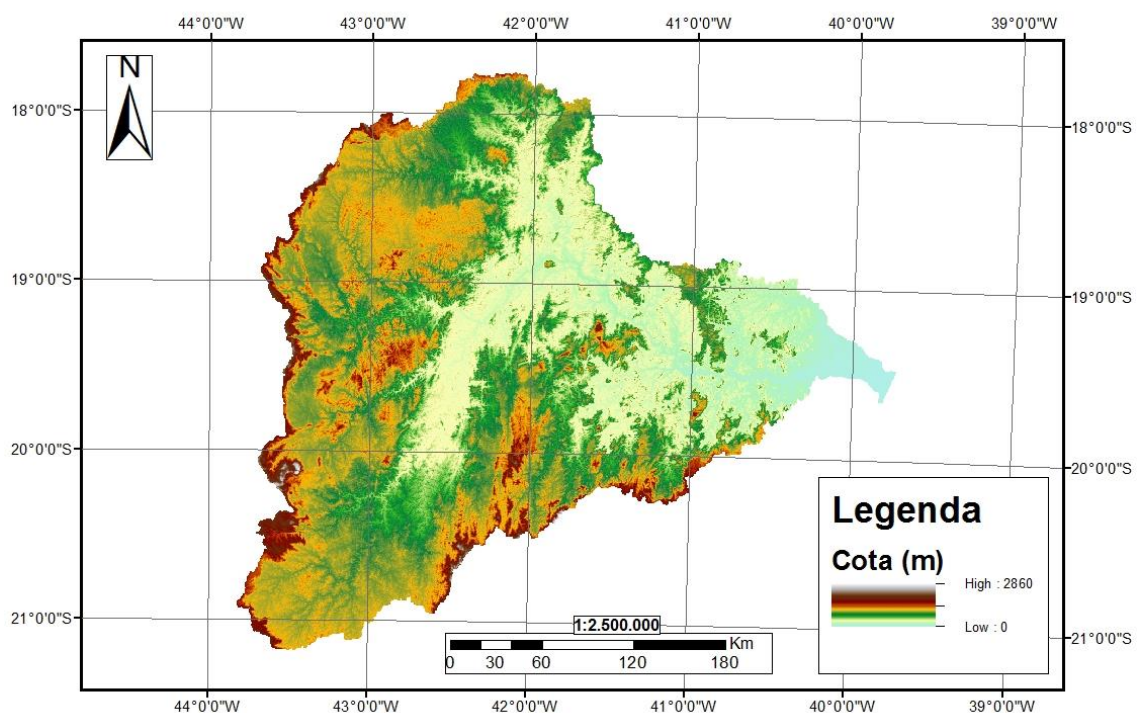 44°0'0"W 43°0'0"W 42°0'0"W 41°0'0"W 40°0'0"W 39°0'0"W
N
18°0'0"S
18°0'0"S
19°0'0"S
19°0'0"S
20°0'0"S
20°0'0"S
21°0'0"S
21°0'0"S
Legenda
Cota (m)
High : 2860
Low : 0
1:2.500.000
Km
0 30 60 120 180
44°0'0"W 43°0'0"W 42°0'0"W 41°0'0"W 40°0'0"W 39°0'0"W